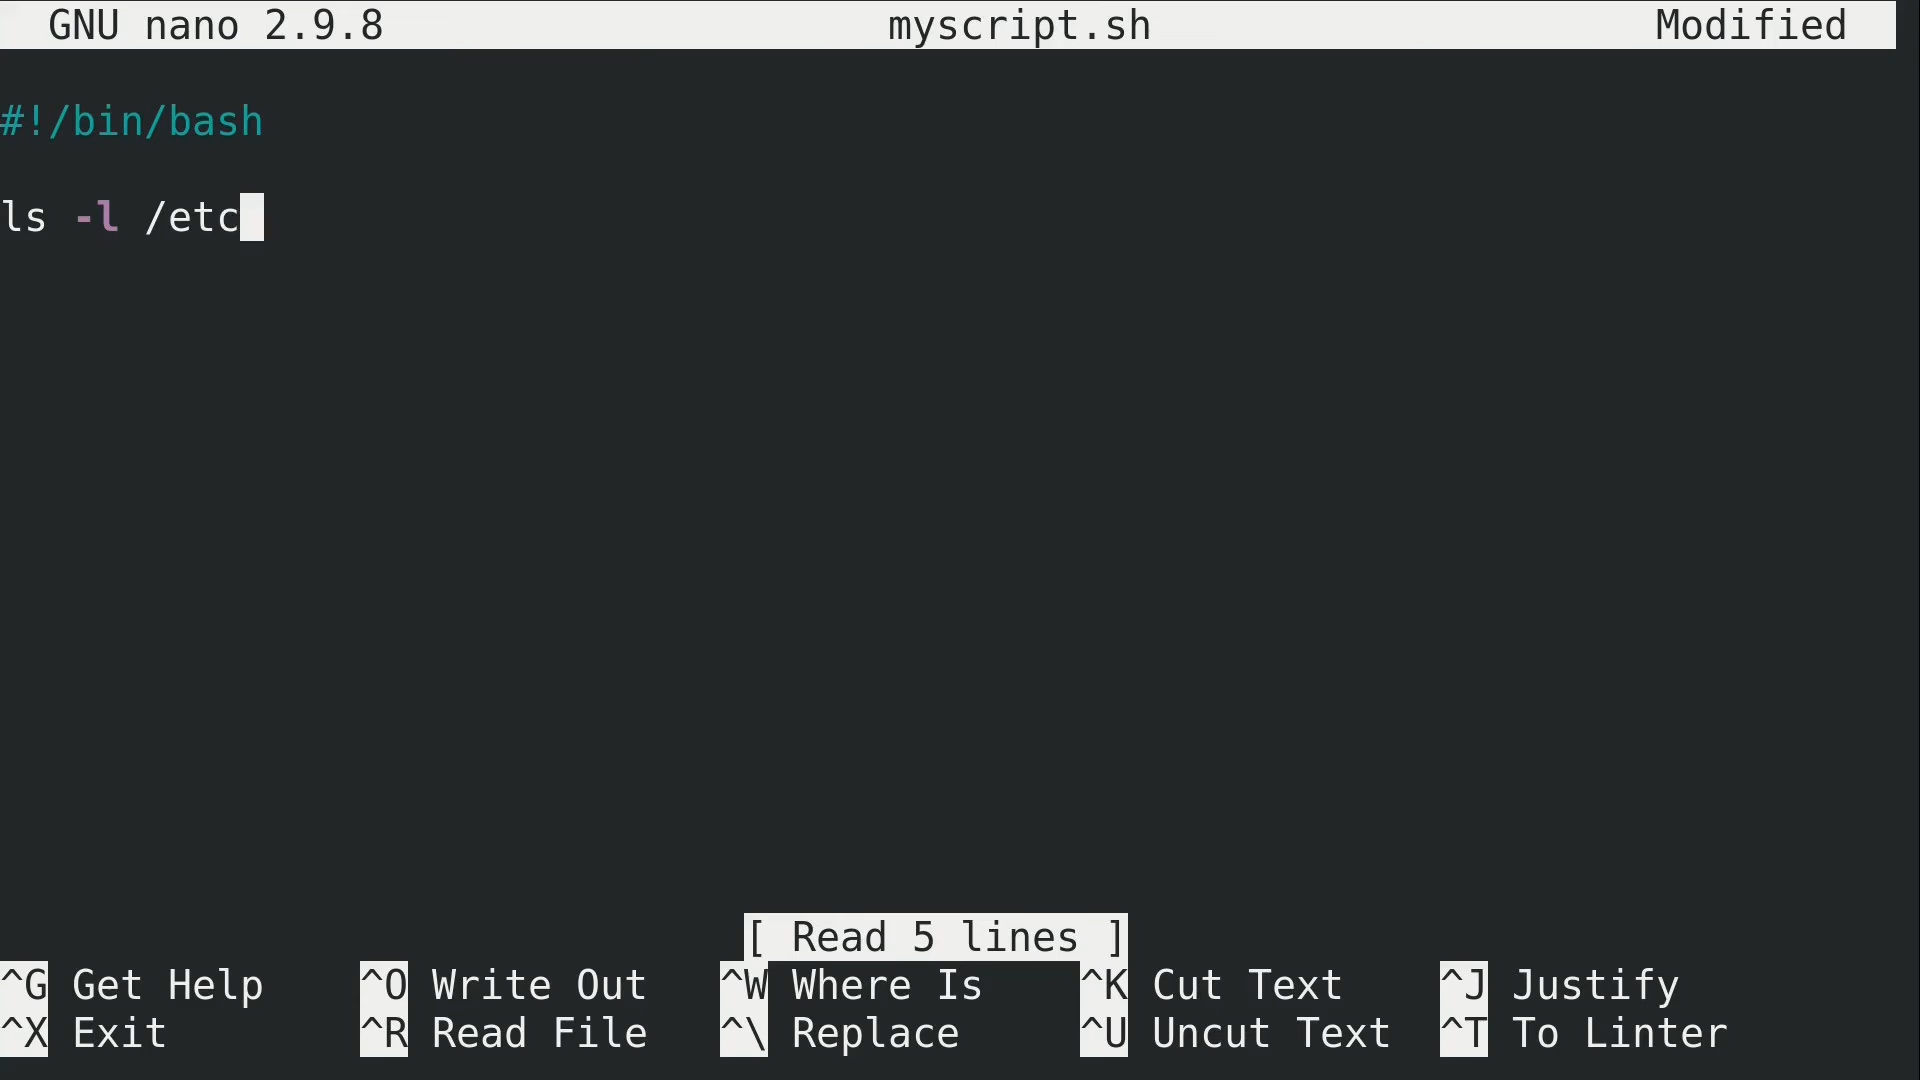 GNU nano 2.9.8 myscript.sh Modified
#!/bin/bash
ls -l /etc
[ Read 5 lines ]
^G Get Help ^O Write Out ^W Where Is ^K Cut Text ^J Justify
^X Exit ^R Read File ^\ Replace ^U Uncut Text ^T To Linter